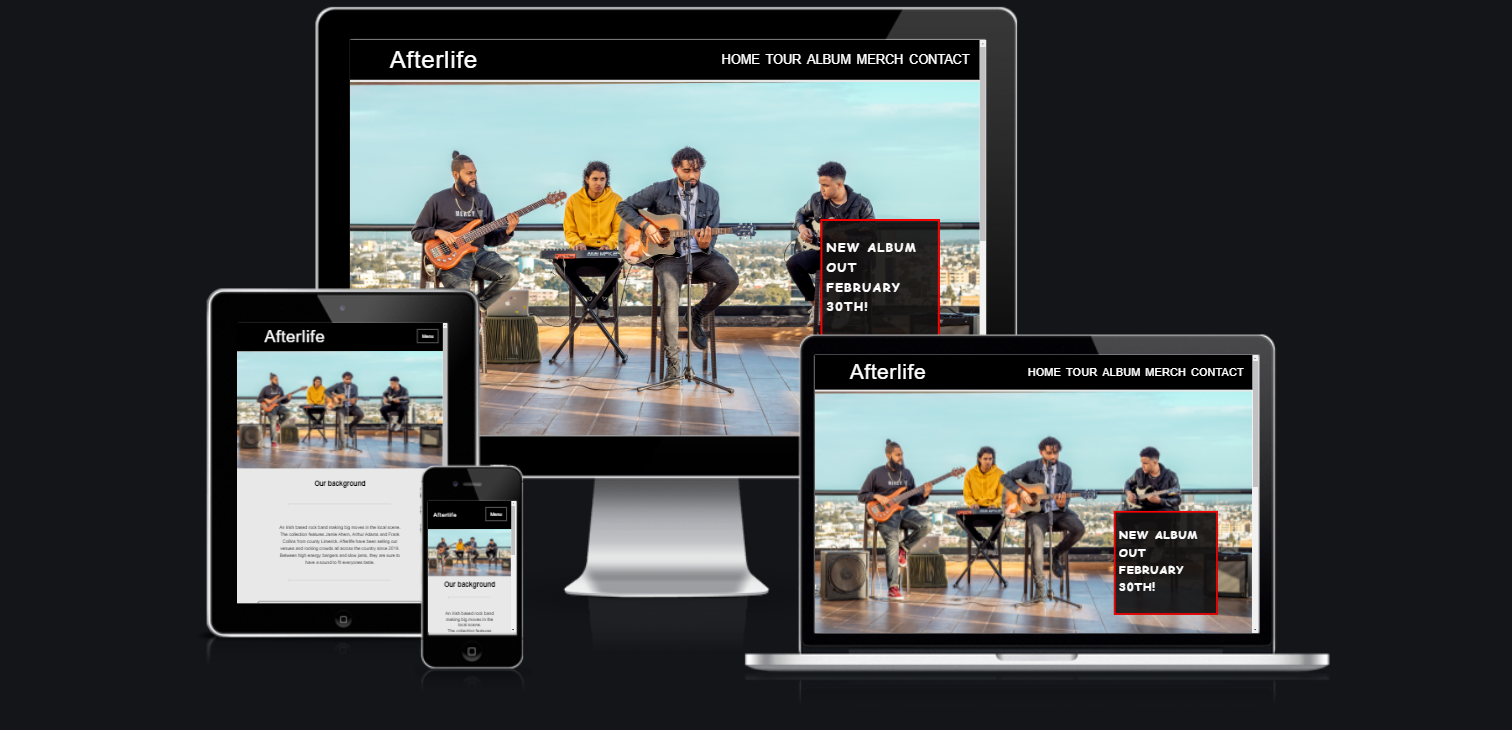 Afterlife
HOME TOUR ALBUM MERCH CONTACT
MERCY
NEW ALBUM
OUT
FEBRUARY
30TH!
Afterlife
Menu
Our background
An Irish based rock band making big moves in the local scene.
The collection features Jamie Ahern, Arthur Adams and Frank
Collins from county Limerick. Afterlife have been selling out
venues and rocking crowds all across the country since 2019.
Between high energy bangers and slow jams, they are sure to
have a sound to fit everyones taste.
Afterlife
Menu
Our background
An Irish based rock band
making big moves in the
local scene.
The collection features
Afterlife
HOME TOUR ALBUM MERCH CONTACT
MERCY
NEW ALBUM
OUT
FEBRUARY
30TH!